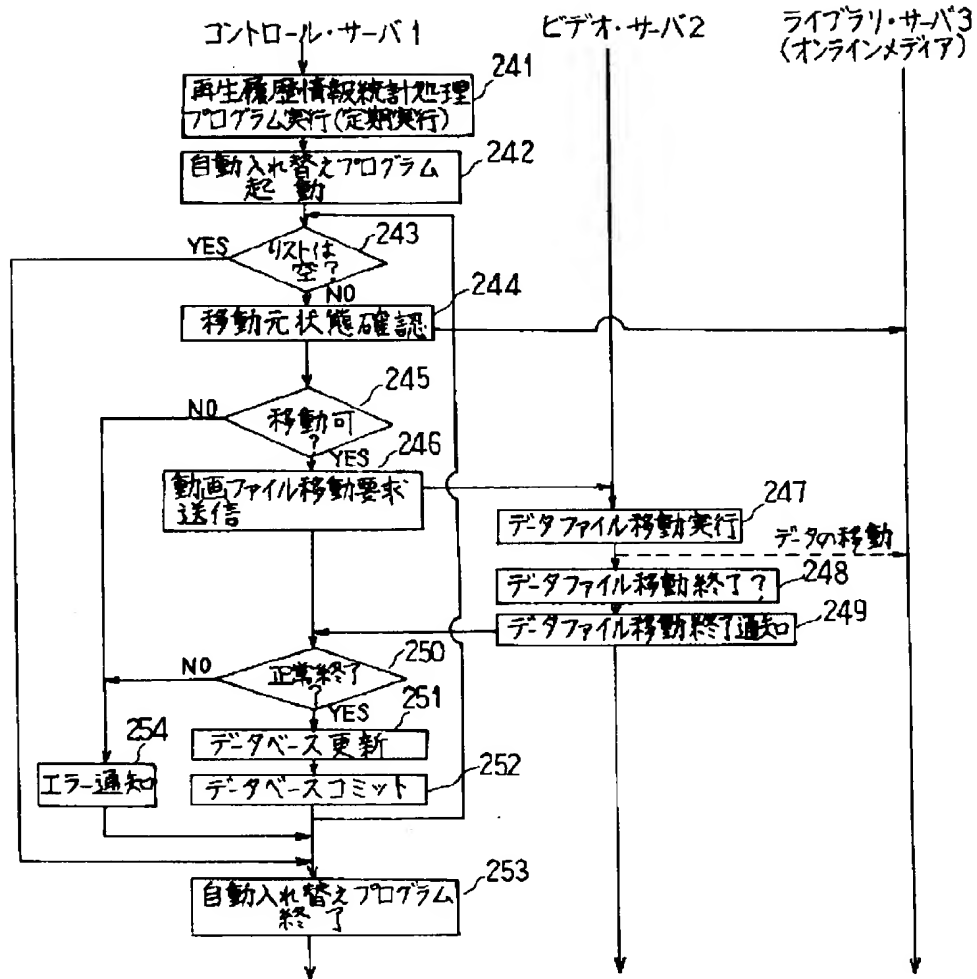 コントロール・サーバ1
ビデオ・サーバ2
ライブラリ・サーバ3
(オンラインメディア)
241
再生履歴情報統計処理
プログラム実行(定期実行)
242
自動入れ替えプログラム
起動
243
YES
リストは
空?
NO
244
移動元状態確認
245
NO
移動可
?
YES
246
動画ファイル移動要求
送信
247
データファイル移動実行
データの移動
248
データファイル移動終了?
249
データファイル移動終了通知
250
NO
正常終了
?
YES
251
データベース更新
252
データベースコミット
254
エラー通知
253
自動入れ替えプログラム
終了